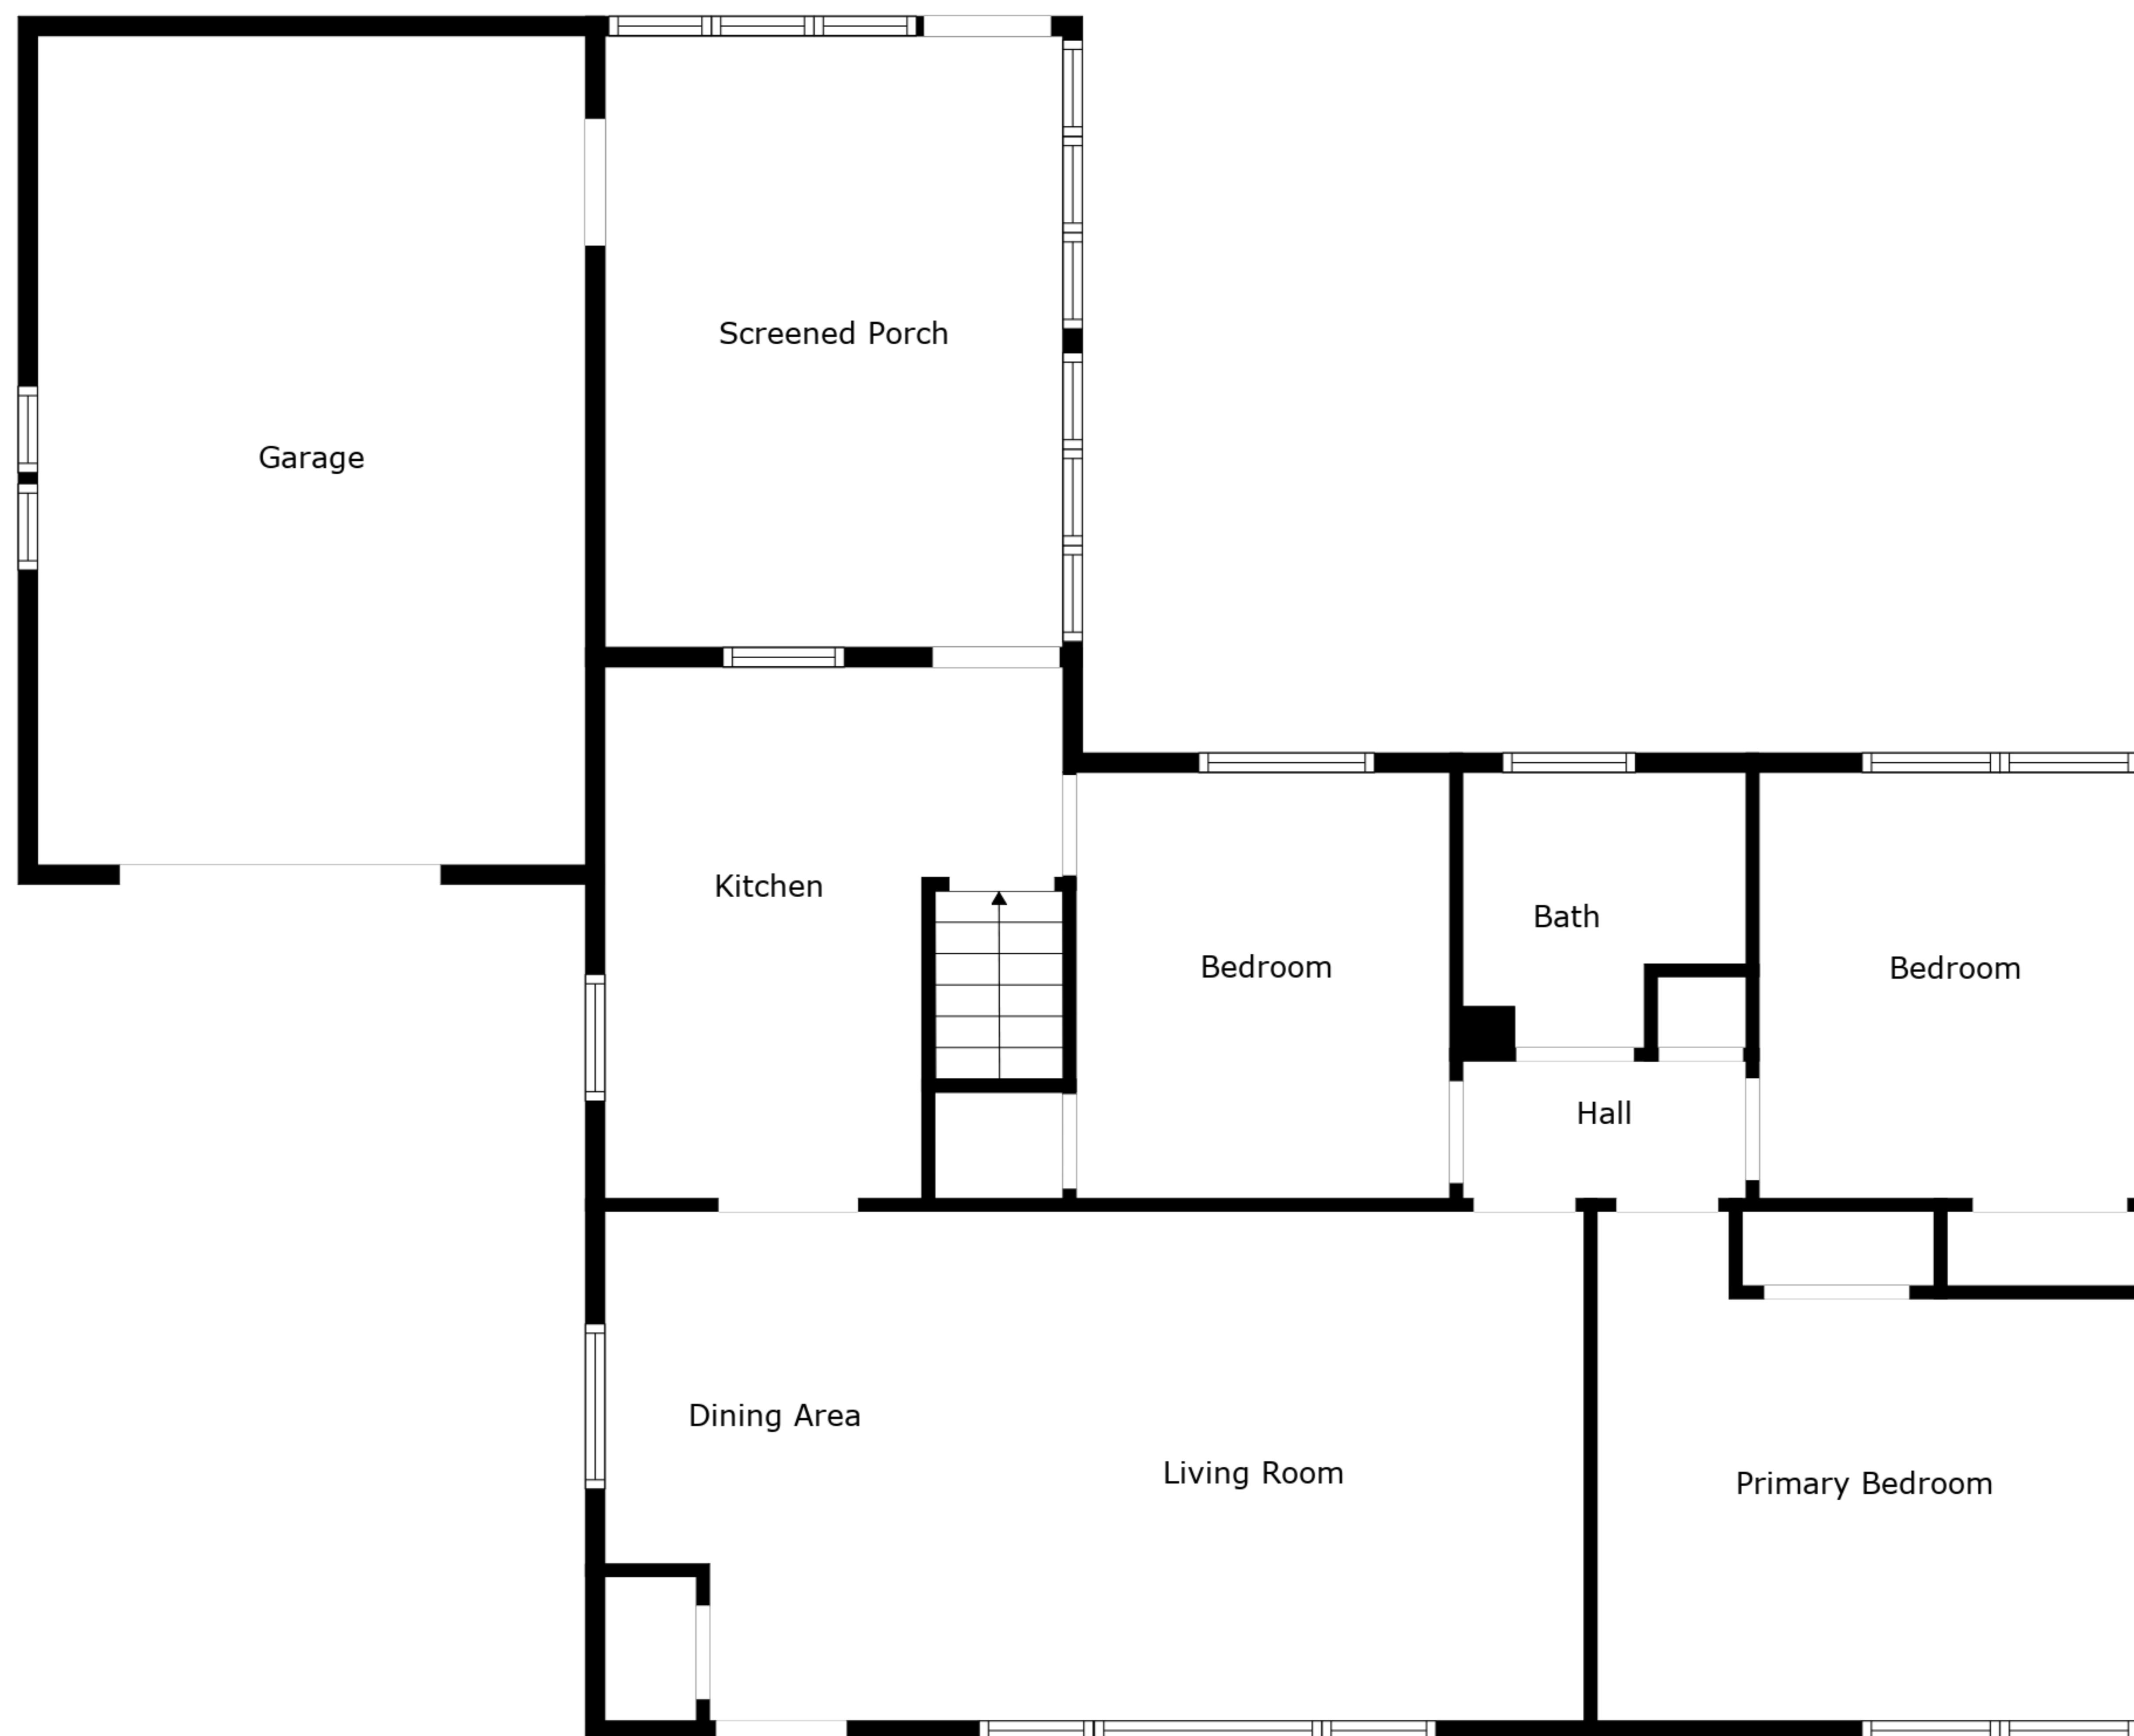 Screened Porch
Garage
Kitchen
Bath
Bedroom
Bedroom
Hall
Dining Area
Living Room
Primary Bedroom